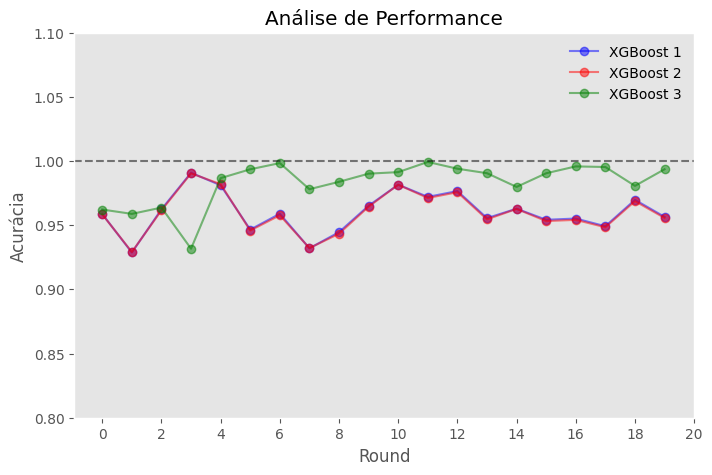 Análise de Performance
1.10
1.05
1.00
0.95
0.90
0.85
0.80
Acurácia
XGBoost 1
XGBoost 2
XGBoost 3
0 2 4 6 8 10 12 14 16 18 20
Round